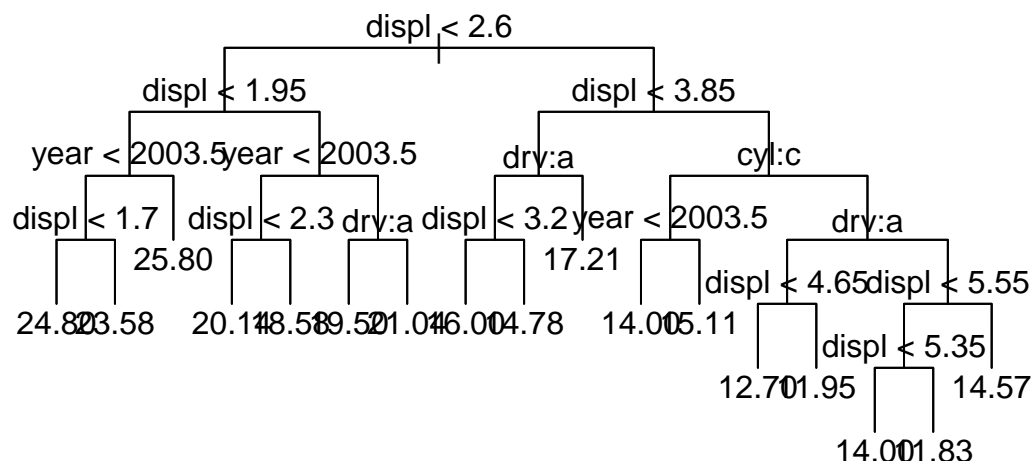 displ < 2.6
displ < 1.95
displ < 3.85
year < 2003.5
year < 2003.5
drv:a
cyl:c
displ < 1.7
25.80
displ < 2.3
drv:a
displ < 3.2
17.21
year < 2003.5
drv:a
24.80
23.58
20.14
18.58
19.50
21.04
16.00
14.78
14.00
15.11
displ < 4.65
displ < 5.55
12.70
11.95
displ < 5.35
14.57
14.00
11.83